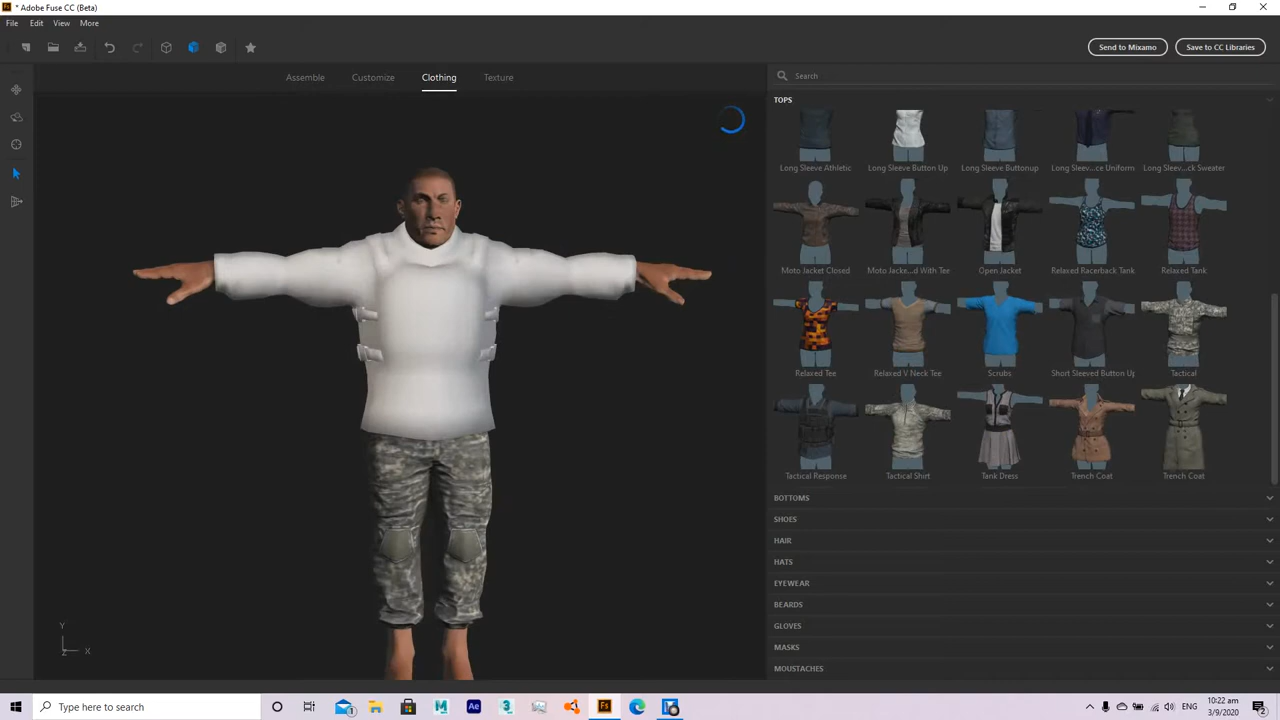 * Adobe Fuse CC (Beta)
File Edit View More
Send to Mixamo Save to CC Libraries
Assemble Customize Clothing Texture
Search
TOPS
Long Sleeve Athletic Long Sleeve Button Up Long Sleeve Buttonup Long Sleev...ce Uniform Long Sleev...ck Sweater
Moto Jacket Closed Moto Jacke...d With Tee Open Jacket Relaxed Racerback Tank Relaxed Tank
Relaxed Tee Relaxed V Neck Tee Scrubs Short Sleeved Button Up Tactical
Tactical Response Tactical Shirt Tank Dress Trench Coat Trench Coat
BOTTOMS
SHOES
HAIR
HATS
EYEWEAR
BEARDS
GLOVES
MASKS
MOUSTACHES
Y
Z X
Type here to search
ENG
10:22 am
3/9/2020